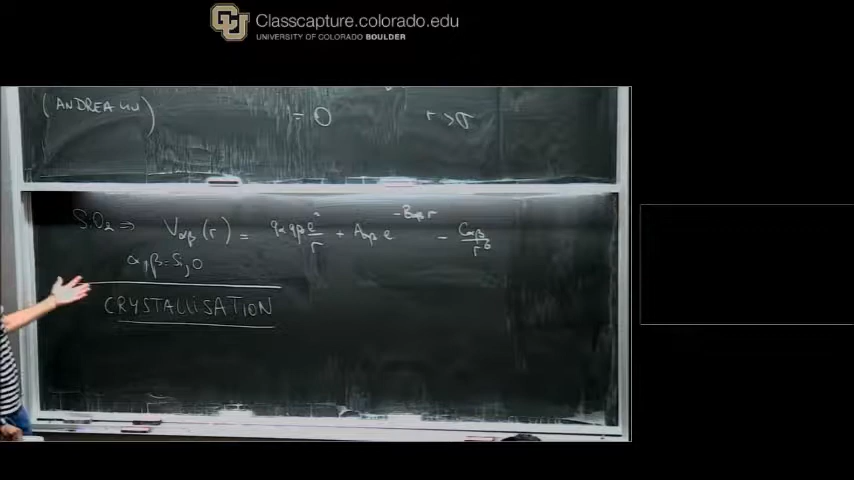 Classcapture.colorado.edu
UNIVERSITY OF COLORADO BOULDER
(ANDREA LIU)
= 0    r > σ
SiO₂ ⇒ V_αβ(r) = q_α q_β e²/r + A_αβ e^(-B_αβ r) - C_αβ/r⁶
α,β = Si,O
CRYSTALLISATION